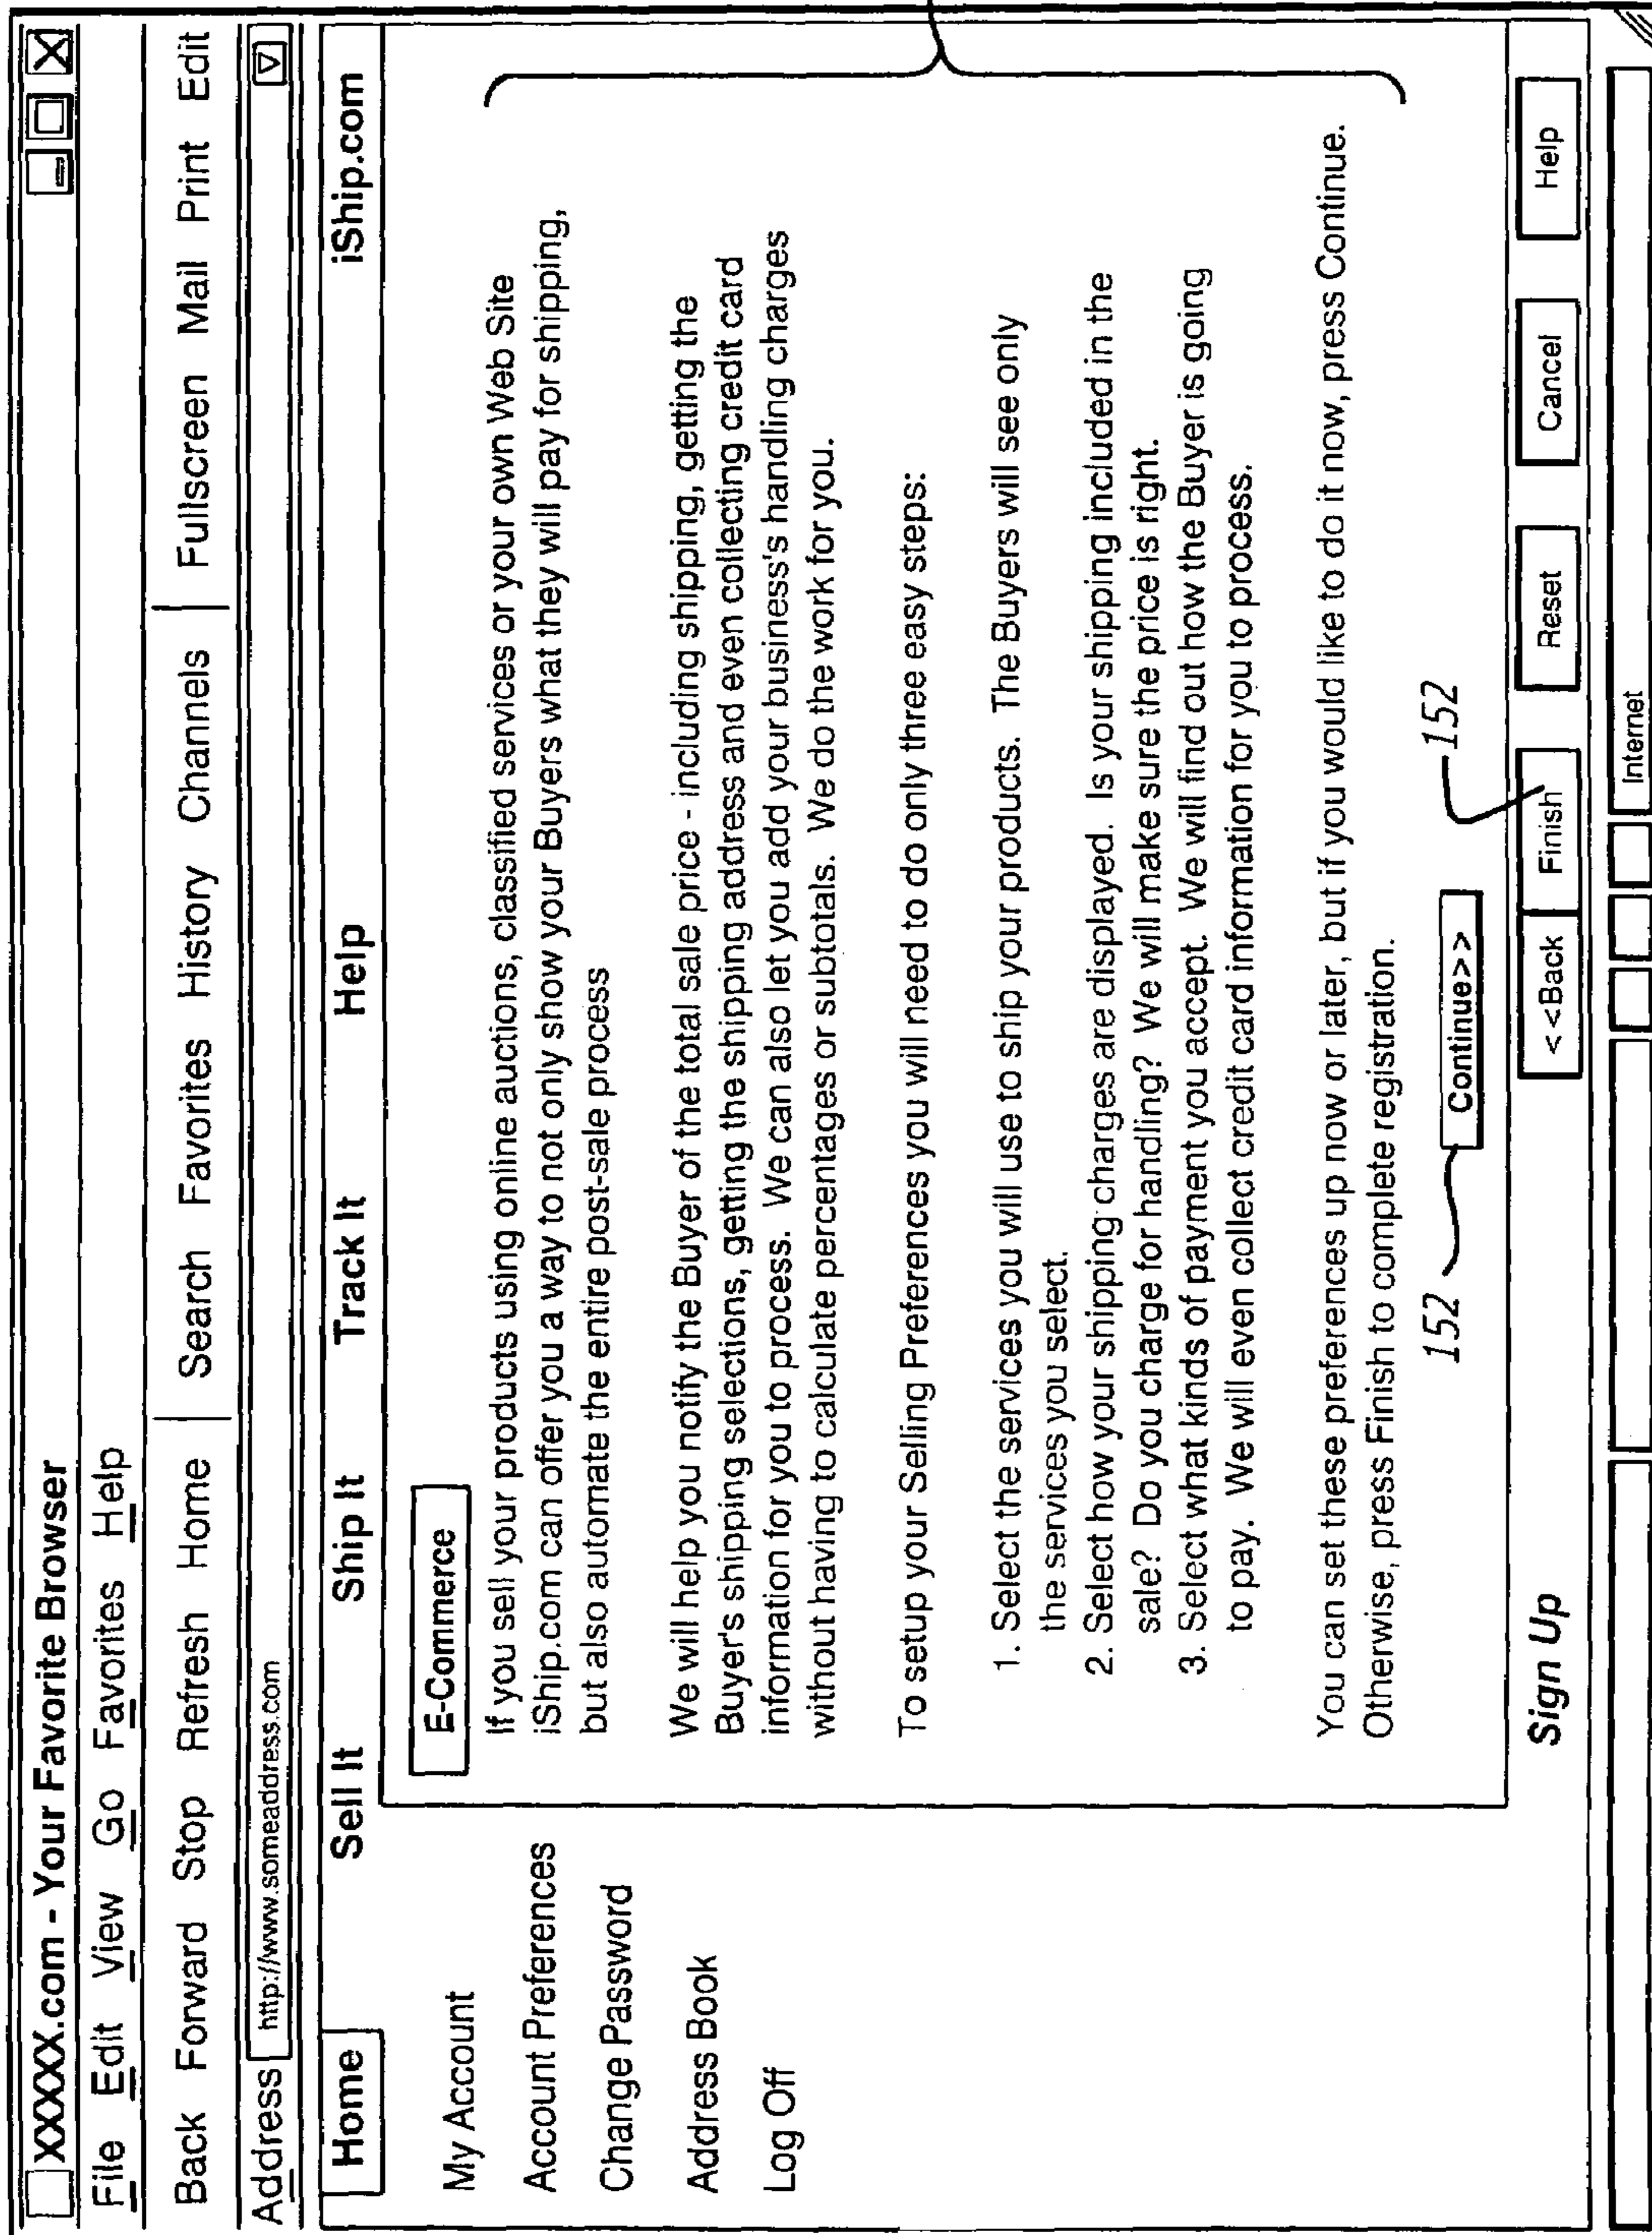 XXXXX.com - Your Favorite Browser
File Edit View Go Favorites Help
Back Forward Stop Refresh Home Search Favorites History Channels Fullscreen Mail Print Edit
Address http://www.someaddress.com
Home Sell It Ship It Track It Help iShip.com
My Account
Account Preferences
Change Password
Address Book
Log Off
E-Commerce
If you sell your products using online auctions, classified services or your own Web Site
iShip.com can offer you a way to not only show your Buyers what they will pay for shipping,
but also automate the entire post-sale process
We will help you notify the Buyer of the total sale price - including shipping, getting the
Buyer's shipping selections, getting the shipping address and even collecting credit card
information for you to process. We can also let you add your business's handling charges
without having to calculate percentages or subtotals. We do the work for you.
To setup your Selling Preferences you will need to do only three easy steps:
1. Select the services you will use to ship your products. The Buyers will see only
the services you select.
2. Select how your shipping charges are displayed. Is your shipping included in the
sale? Do you charge for handling? We will make sure the price is right.
3. Select what kinds of payment you accept. We will find out how the Buyer is going
to pay. We will even collect credit card information for you to process.
You can set these preferences up now or later, but if you would like to do it now, press Continue.
Otherwise, press Finish to complete registration.
152 Continue>> 152
Sign Up <<Back Finish Reset Cancel Help
Internet